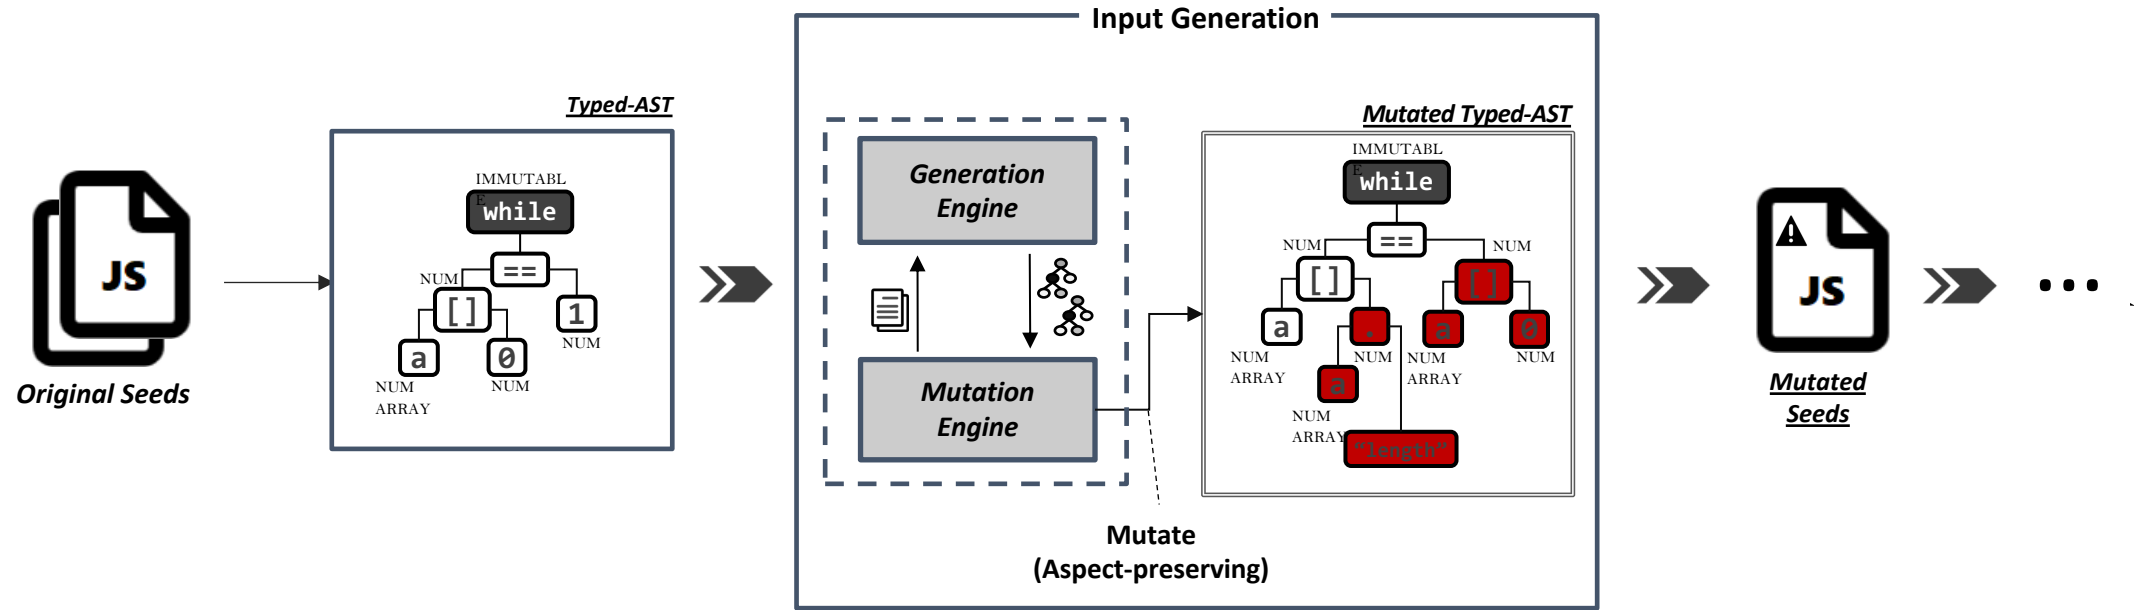 Input Generation
Typed-AST
Mutated Typed-AST
JS
Original Seeds
IMMUTABL
E
while
==
NUM
[]
1
NUM
a
0
NUM
ARRAY
NUM
Generation
Engine
Mutation
Engine
Mutate
(Aspect-preserving)
IMMUTABL
E
while
NUM
==
NUM
[]
[]
a
.
a
0
NUM
ARRAY
NUM
NUM
ARRAY
NUM
a
NUM
ARRAY
"length"
JS
Mutated
Seeds
...